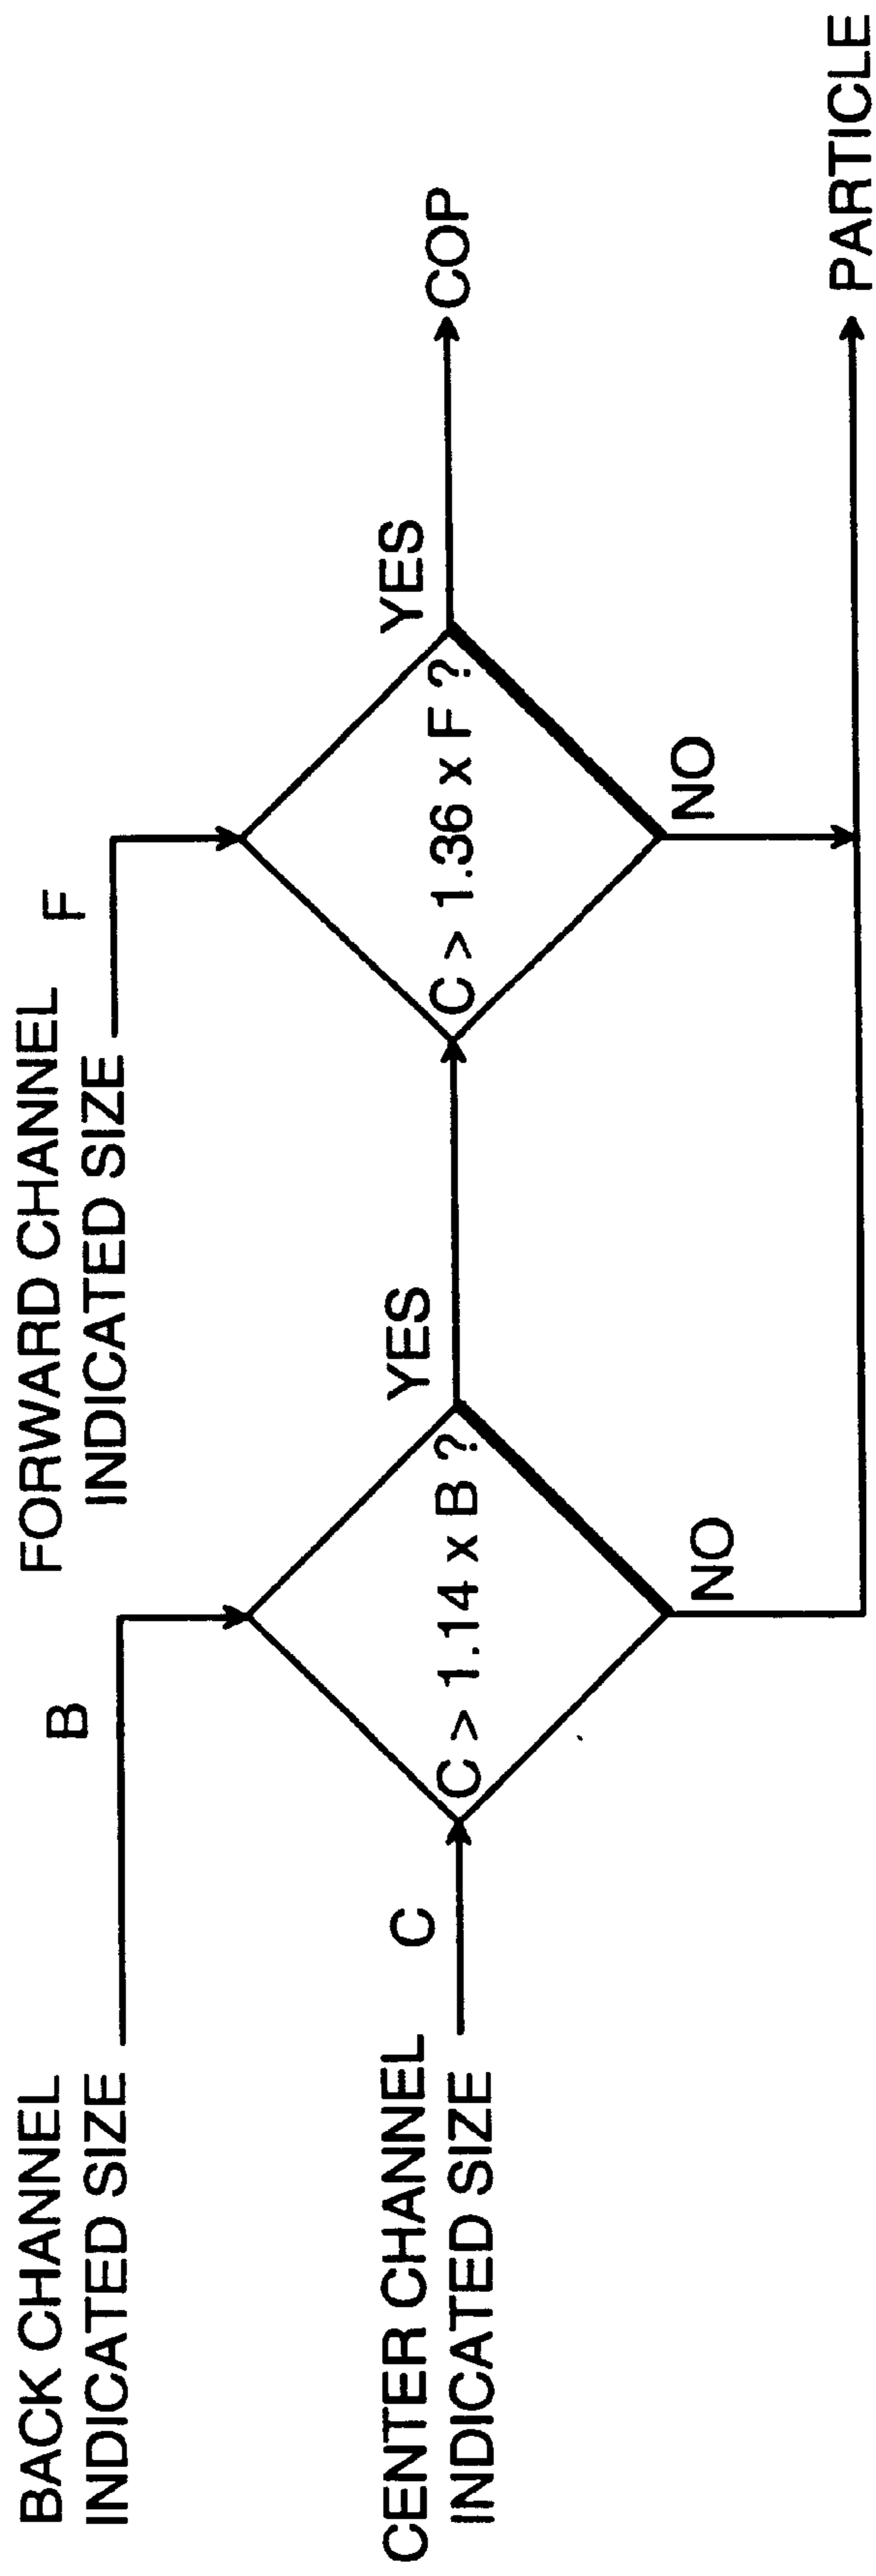 BACK CHANNEL
INDICATED SIZE
B
FORWARD CHANNEL
INDICATED SIZE
F
CENTER CHANNEL
INDICATED SIZE
C
C > 1.14 x B ?
YES
C > 1.36 x F ?
YES
COP
NO
NO
PARTICLE